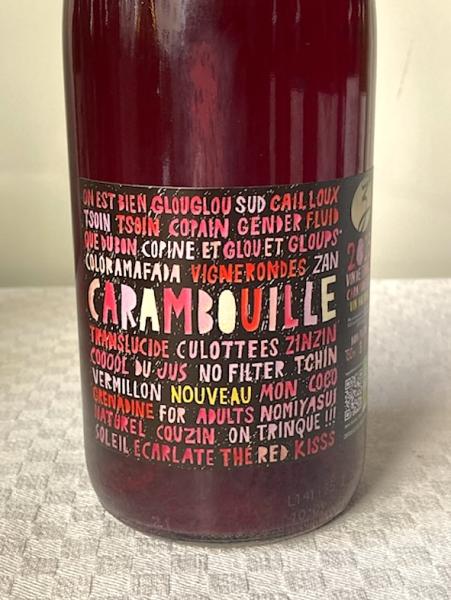 ON EST BIEN GLOUGLOU SUD CAILLOUX
TSOIN TSOIN COPAIN GENDER FLUID
QUE DU BON COPINE ET GLOU ET GLOUPS
COLORAMAFADA VIGNERONDES ZAN
CARAMBOUILLE
TRANSLUCIDE CULOTTEES ZINZIN
COOOOL DU JUS NO FILTER TCHIN
VERMILLON NOUVEAU MON COCO
GRENADINE FOR ADULTS NOMIYASUI
NATUREL COUZIN ON TRINQUE !!!
SOLEIL ECARLATE THE RED KISSS